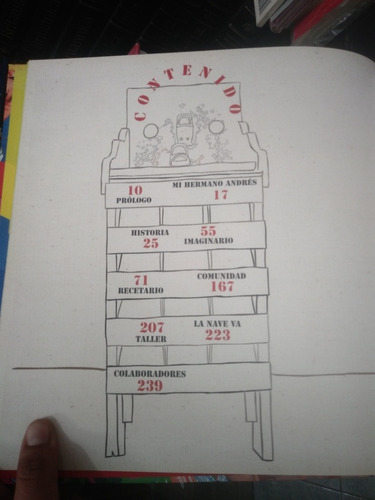 CONTENIDO
10
PRÓLOGO
MI HERMANO ANDRÉS
17
HISTORIA
25
55
IMAGINARIO
71
RECETARIO
COMUNIDAD
167
207
TALLER
LA NAVE VA
223
COLABORADORES
239